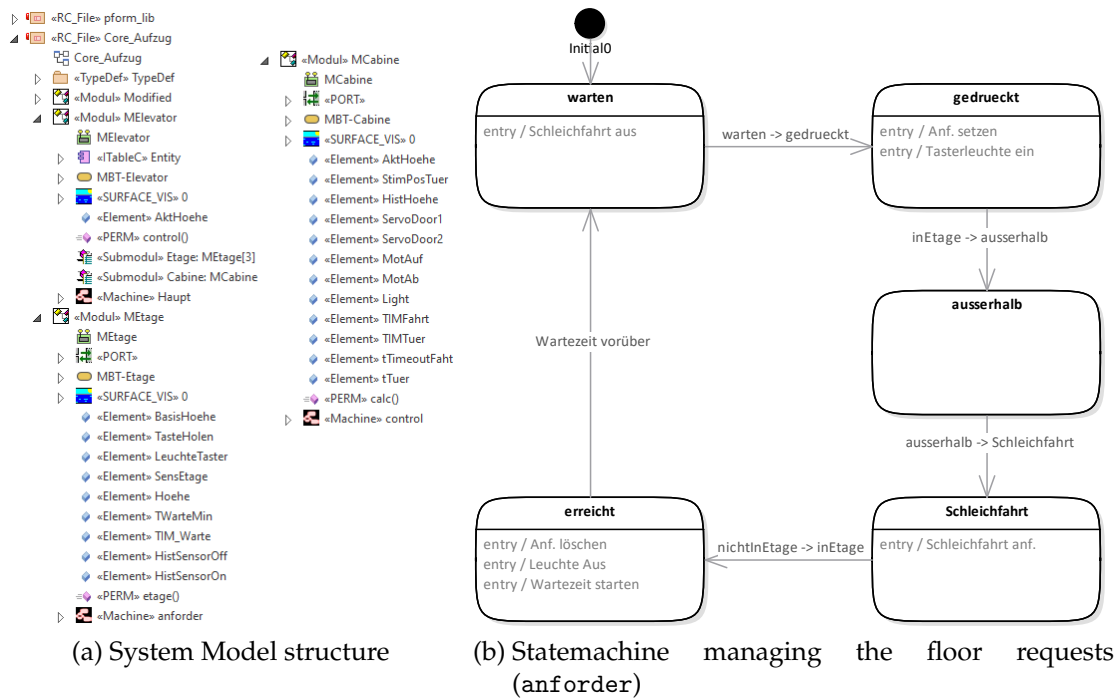 «RC_File» pform_lib
«RC_File» Core_Aufzug
Core_Aufzug
«TypeDef» TypeDef
«Modul» Modified
«Modul» MElevator
MElevator
«ITableC» Entity
MBT-Elevator
«SURFACE_VIS» 0
«Element» AktHoehe
«PERM» control()
«Submodul» Etage: MEtage[3]
«Submodul» Cabine: MCabine
«Machine» Haupt
«Modul» MEtage
MEtage
«PORT»
MBT-Etage
«SURFACE_VIS» 0
«Element» BasisHoehe
«Element» TasteHolen
«Element» LeuchteTaster
«Element» SensEtage
«Element» Hoehe
«Element» TWarteMin
«Element» TIM_Warte
«Element» HistSensorOff
«Element» HistSensorOn
«PERM» etage()
«Machine» anforder
«Modul» MCabine
MCabine
«PORT»
MBT-Cabine
«SURFACE_VIS» 0
«Element» AktHoehe
«Element» StimPosTuer
«Element» HistHoehe
«Element» ServoDoor1
«Element» ServoDoor2
«Element» MotAuf
«Element» MotAb
«Element» Light
«Element» TIMFahrt
«Element» TIMTuer
«Element» tTimeoutFaht
«Element» tTuer
«PERM» calc()
«Machine» control
(a) System Model structure
Initial0
warten
entry / Schleichfahrt aus
warten -> gedrueckt
gedrueckt
entry / Anf. setzen
entry / Tasterleuchte ein
inEtage -> ausserhalb
ausserhalb
Wartezeit vorüber
ausserhalb -> Schleichfahrt
Schleichfahrt
entry / Schleichfahrt anf.
nichtInEtage -> inEtage
erreicht
entry / Anf. löschen
entry / Leuchte Aus
entry / Wartezeit starten
(b) Statemachine managing the floor requests
(anforder)